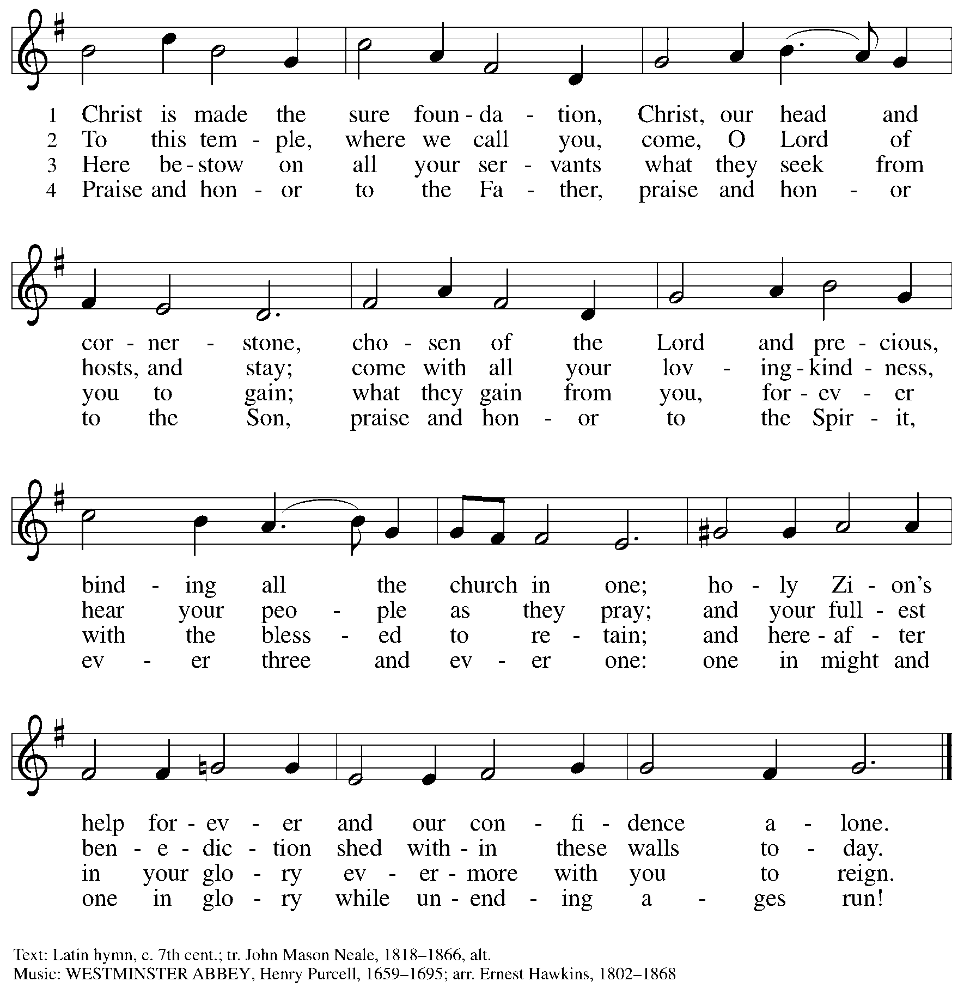 1 Christ is made the sure foun - da - tion, Christ, our head and
2 To this tem - ple, where we call you, come, O Lord of
3 Here be - stow on all your ser - vants what they seek from
4 Praise and hon - or to the Fa - ther, praise and hon - or
cor - ner - stone, cho - sen of the Lord and pre - cious,
hosts, and stay; come with all your lov - ing - kind - ness,
you to gain; what they gain from you, for - ev - er
to the Son, praise and hon - or to the Spir - it,
bind - ing all the church in one; ho - ly Zi - on's
hear your peo - ple as they pray; and your full - est
with the bless - ed to re - tain; and here - af - ter
ev - er three and ev - er one: one in might and
help for - ev - er and our con - fi - dence a - lone.
ben - e - dic - tion shed with - in these walls to - day.
in your glo - ry ev - er - more with you to reign.
one in glo - ry while un - end - ing a - ges run!
Text: Latin hymn, c. 7th cent.; tr. John Mason Neale, 1818–1866, alt.
Music: WESTMINSTER ABBEY, Henry Purcell, 1659–1695; arr. Ernest Hawkins, 1802–1868